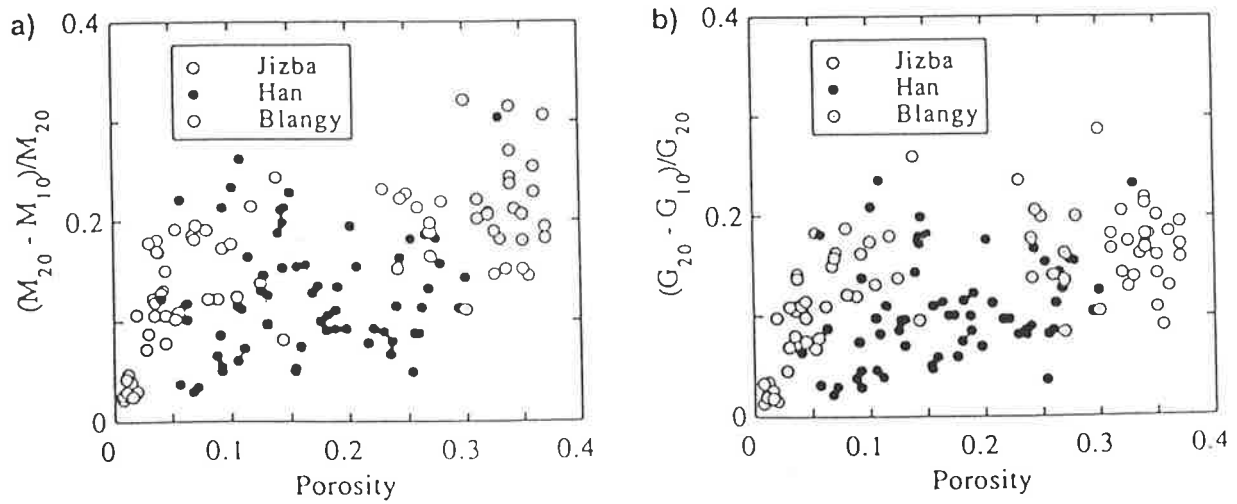 a)
0.4
Jizba
Han
Blangy
(M20 - M10)/M20
0.2
0
0 0.1 0.2 0.3 0.4
Porosity
b)
0.4
Jizba
Han
Blangy
(G20 - G10)/G20
0.2
0
0 0.1 0.2 0.3 0.4
Porosity